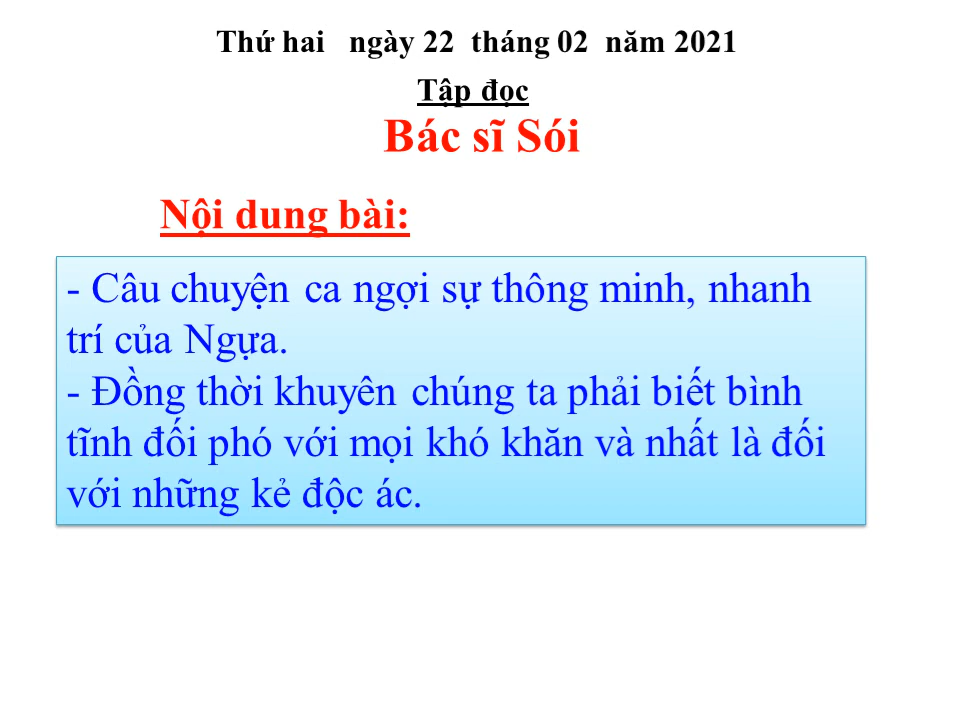 Thứ hai ngày 22 tháng 02 năm 2021
Tập đọc
Bác sĩ Sói
Nội dung bài:
- Câu chuyện ca ngợi sự thông minh, nhanh
trí của Ngựa.
- Đồng thời khuyên chúng ta phải biết bình
tĩnh đối phó với mọi khó khăn và nhất là đối
với những kẻ độc ác.